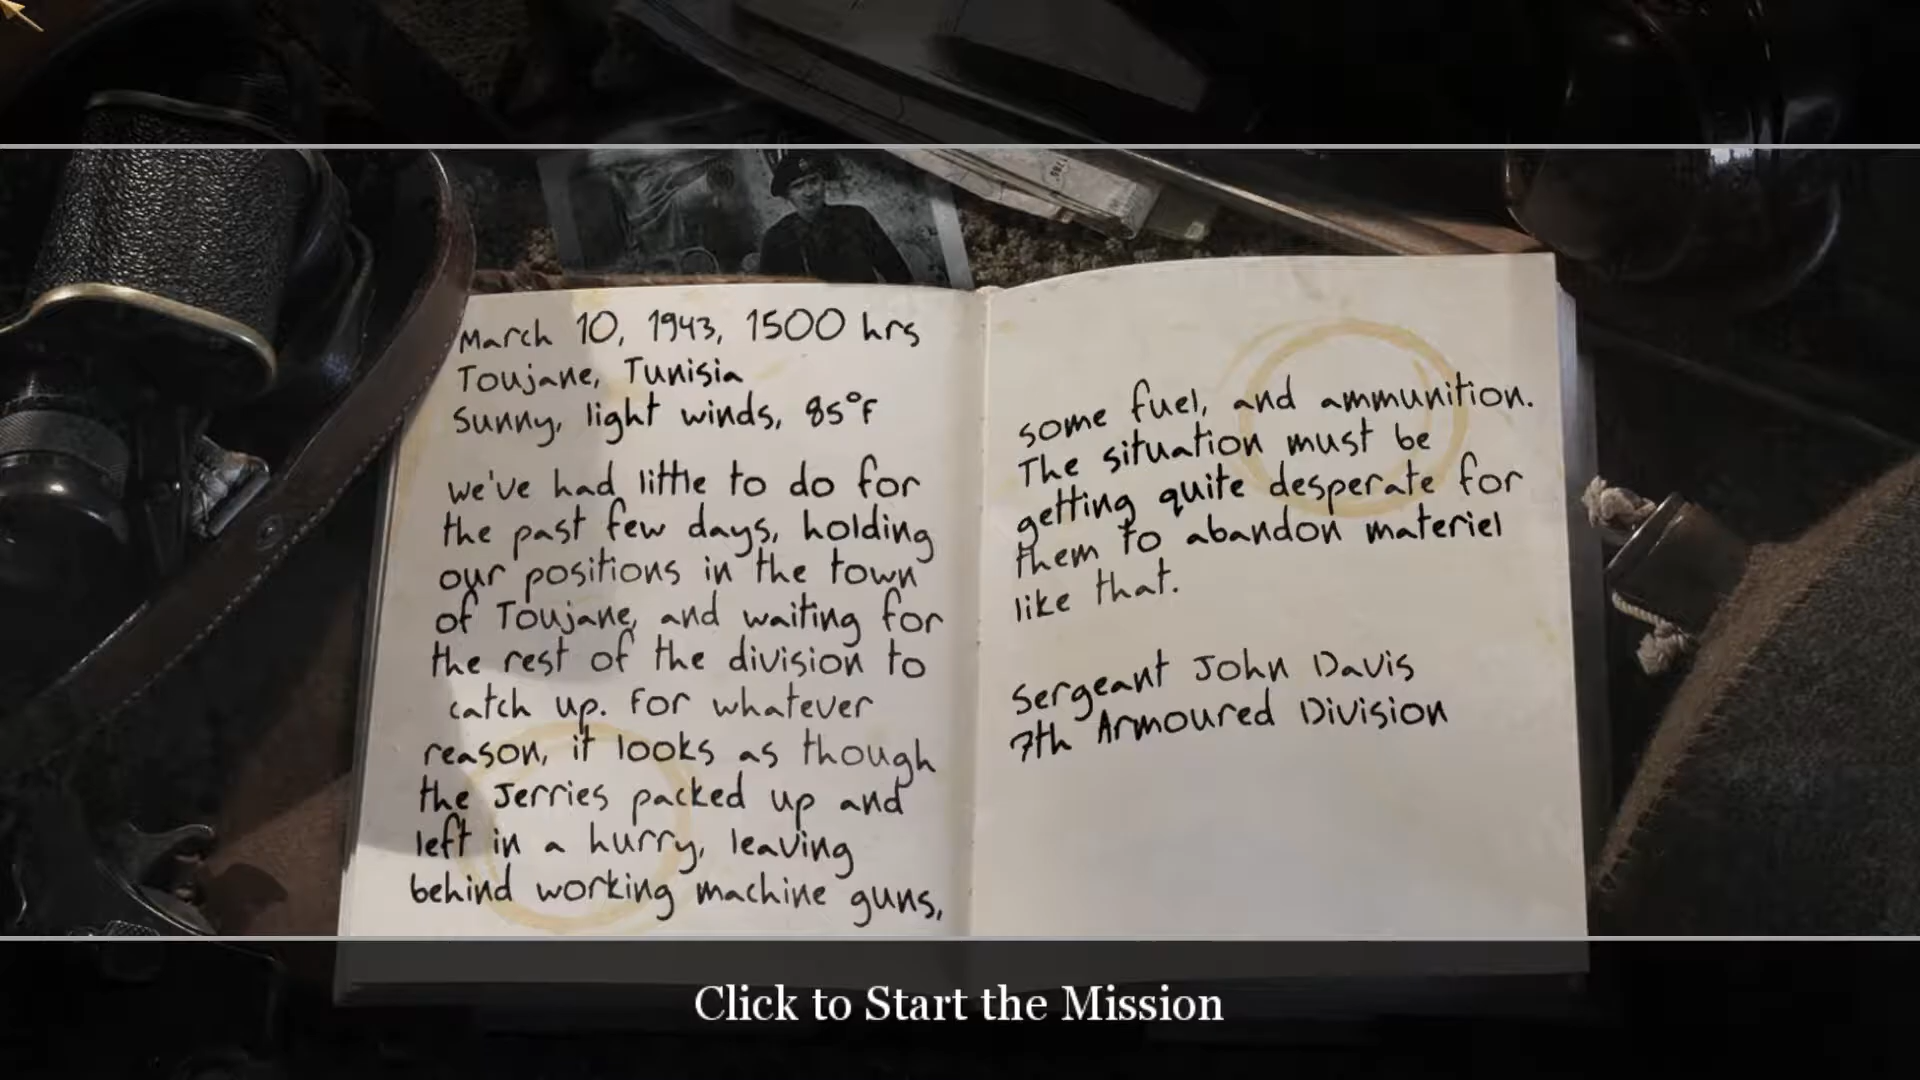 March 10, 1943, 1500 hrs
Toujane, Tunisia
Sunny, light winds, 85°F
we've had little to do for
the past few days, holding
our positions in the town
of Toujane, and waiting for
the rest of the division to
catch up. For whatever
reason, it looks as though
the Jerries packed up and
left in a hurry, leaving
behind working machine guns,
some fuel, and ammunition.
The situation must be
getting quite desperate for
them to abandon materiel
like that.
Sergeant John Davis
7th Armoured Division
Click to Start the Mission